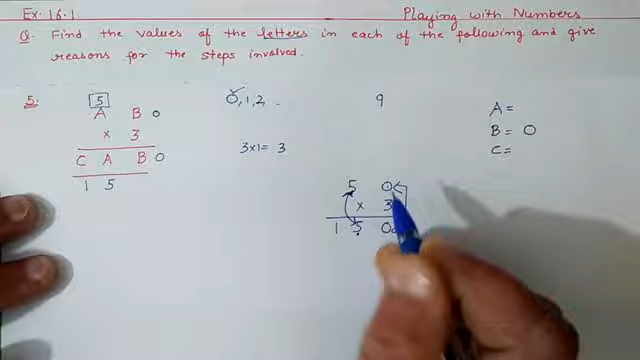 Ex. 16.1
Playing with Numbers
Q. Find the values of the letters in each of the following and give
reasons for the steps involved.
5.
5
A B 0
× 3
C A B 0
1 5
0, 1, 2
3×1= 3
9
A =
B = 0
C =
5 0
× 3
1 5 0